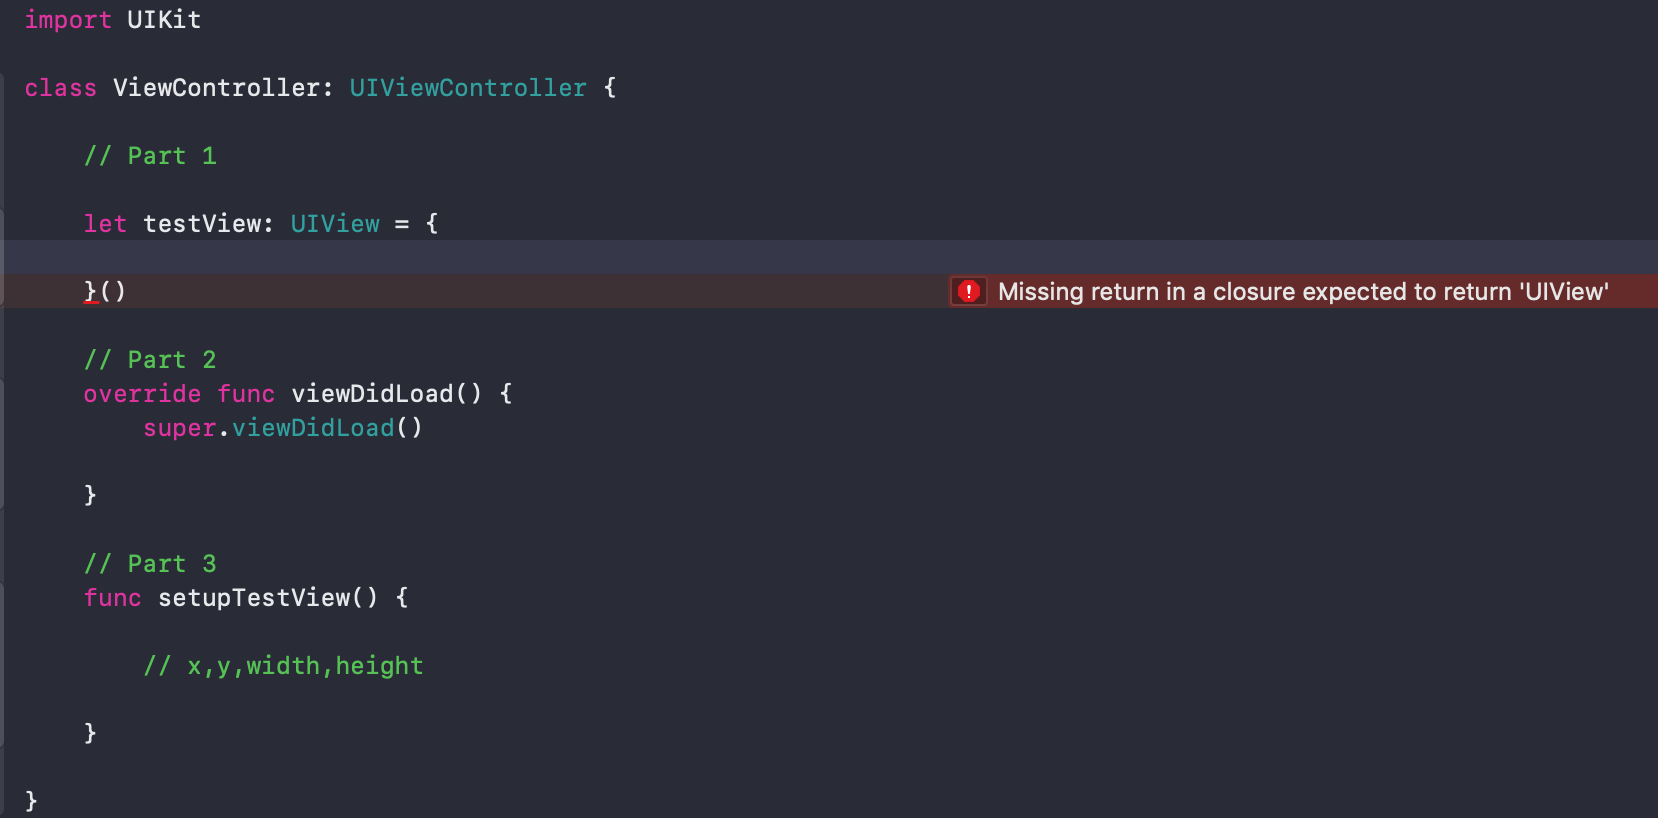 import UIKit
class ViewController: UIViewController {
// Part 1
let testView: UIView = {
}()
Missing return in a closure expected to return 'UIView'
// Part 2
override func viewDidLoad() {
super.viewDidLoad()
}
// Part 3
func setupTestView() {
// x,y,width,height
}
}